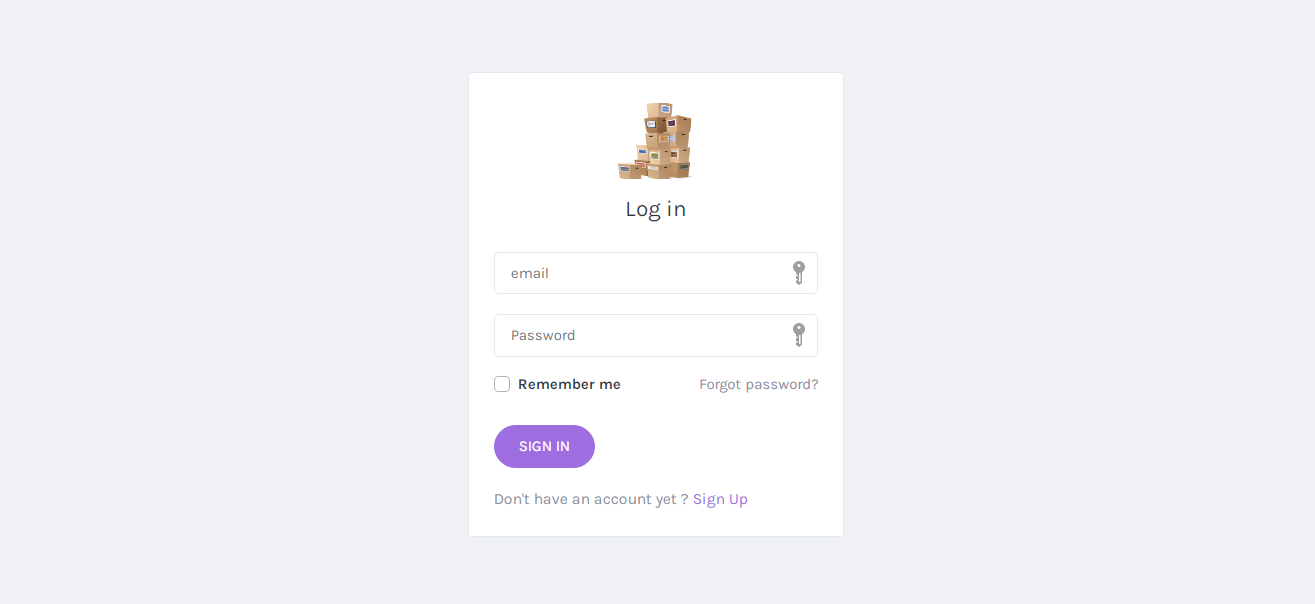 Log in
email
Password
Remember me Forgot password?
SIGN IN
Don't have an account yet ? Sign Up